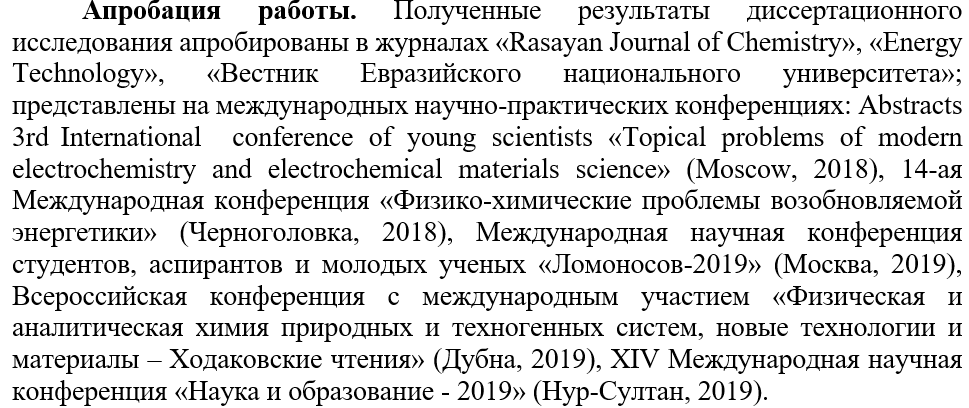 Апробация работы. Полученные результаты диссертационного
исследования апробированы в журналах «Rasayan Journal of Chemistry», «Energy
Technology», «Вестник Евразийского национального университета»;
представлены на международных научно-практических конференциях: Abstracts
3rd International conference of young scientists «Topical problems of modern
electrochemistry and electrochemical materials science» (Moscow, 2018), 14-ая
Международная конференция «Физико-химические проблемы возобновляемой
энергетики» (Черноголовка, 2018), Международная научная конференция
студентов, аспирантов и молодых ученых «Ломоносов-2019» (Москва, 2019),
Всероссийская конференция с международным участием «Физическая и
аналитическая химия природных и техногенных систем, новые технологии и
материалы – Ходаковские чтения» (Дубна, 2019), XIV Международная научная
конференция «Наука и образование - 2019» (Нур-Султан, 2019).